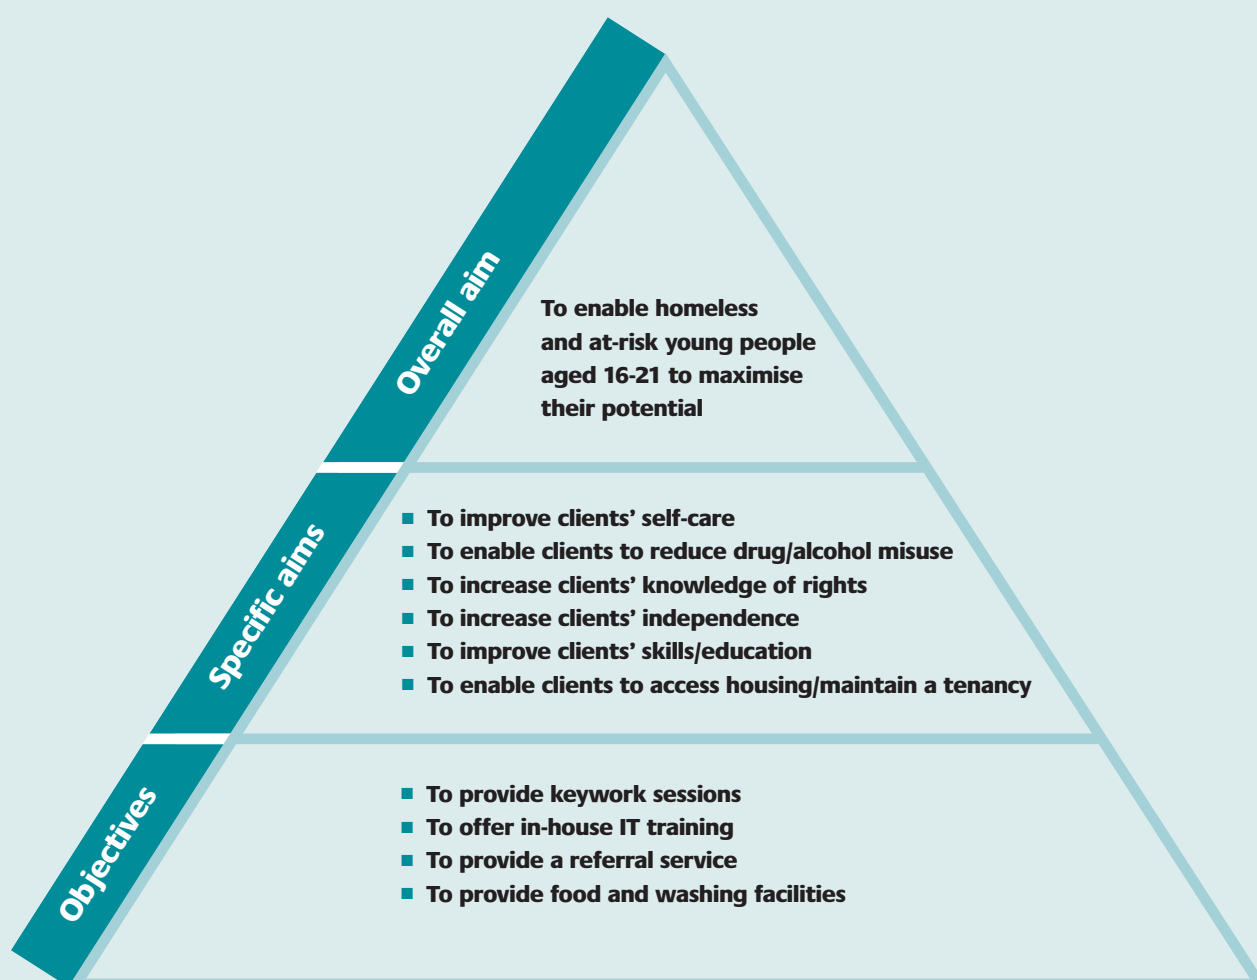 Overall aim
To enable homeless
and at-risk young people
aged 16-21 to maximise
their potential
Specific aims
■ To improve clients’ self-care
■ To enable clients to reduce drug/alcohol misuse
■ To increase clients’ knowledge of rights
■ To increase clients’ independence
■ To improve clients’ skills/education
■ To enable clients to access housing/maintain a tenancy
Objectives
■ To provide keywork sessions
■ To offer in-house IT training
■ To provide a referral service
■ To provide food and washing facilities